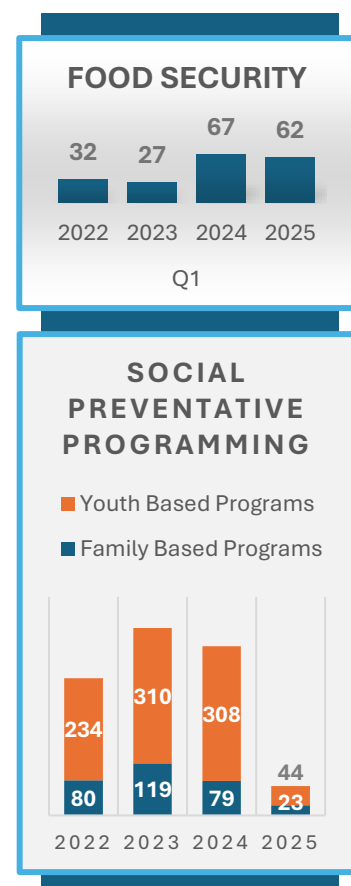 FOOD SECURITY
32 27 67 62
2022 2023 2024 2025
Q1
SOCIAL
PREVENTATIVE
PROGRAMMING
Youth Based Programs
Family Based Programs
234 310 308 44
80 119 79 23
2022 2023 2024 2025